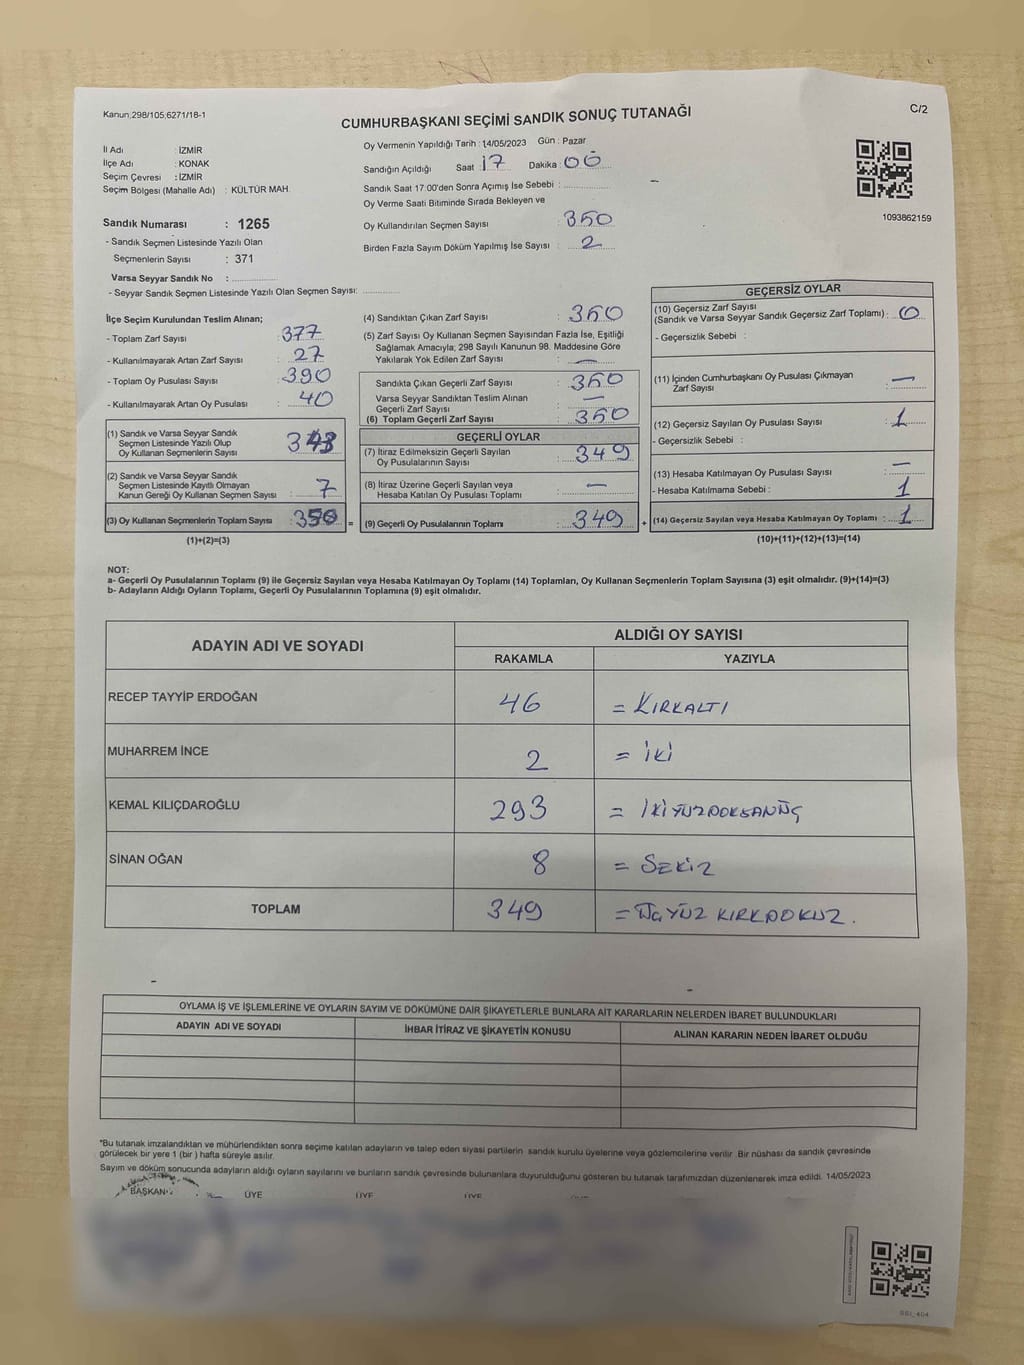 Kanun:298/105;6271/18-1
C/2
CUMHURBAŞKANI SEÇİMİ SANDIK SONUÇ TUTANAĞI
İl Adı : İZMİR
İlçe Adı : KONAK
Seçim Çevresi : İZMİR
Seçim Bölgesi (Mahalle Adı) : KÜLTÜR MAH.
Oy Vermenin Yapıldığı Tarih : 14/05/2023 Gün : Pazar
Sandığın Açıldığı Saat : 17 Dakika : 00
Sandık Saat 17:00'den Sonra Açımış İse Sebebi : —
Oy Verme Saati Bitiminde Sırada Bekleyen ve
Oy Kullandırılan Seçmen Sayısı : 350
Birden Fazla Sayım Döküm Yapılmış İse Sayısı : 2
1093862159
Sandık Numarası : 1265
- Sandık Seçmen Listesinde Yazılı Olan
Seçmenlerin Sayısı : 371
Varsa Seyyar Sandık No :
- Seyyar Sandık Seçmen Listesinde Yazılı Olan Seçmen Sayısı:
İlçe Seçim Kurulundan Teslim Alınan;
- Toplam Zarf Sayısı : 377
- Kullanılmayarak Artan Zarf Sayısı : 27
- Toplam Oy Pusulası Sayısı : 390
- Kullanılmayarak Artan Oy Pusulası : 40
(1) Sandık ve Varsa Seyyar Sandık
Seçmen Listesinde Yazılı Olup
Oy Kullanan Seçmenlerin Sayısı : 343
(2) Sandık ve Varsa Seyyar Sandık
Seçmen Listesinde Kayıtlı Olmayan
Kanun Gereği Oy Kullanan Seçmen Sayısı : 7
(3) Oy Kullanan Seçmenlerin Toplam Sayısı : 350 =
(1)+(2)=(3)
(4) Sandıktan Çıkan Zarf Sayısı : 350
(5) Zarf Sayısı Oy Kullanan Seçmen Sayısından Fazla İse, Eşitliği
Sağlamak Amacıyla; 298 Sayılı Kanunun 98. Maddesine Göre
Yakılarak Yok Edilen Zarf Sayısı : —
Sandıkta Çıkan Geçerli Zarf Sayısı : 350
Varsa Seyyar Sandıktan Teslim Alınan
Geçerli Zarf Sayısı : —
(6) Toplam Geçerli Zarf Sayısı : 350
GEÇERLİ OYLAR
(7) İtiraz Edilmeksizin Geçerli Sayılan
Oy Pusulalarının Sayısı : 349
(8) İtiraz Üzerine Geçerli Sayılan veya
Hesaba Katılan Oy Pusulası Toplamı : —
(9) Geçerli Oy Pusulalarının Toplamı : 349 +
GEÇERSİZ OYLAR
(10) Geçersiz Zarf Sayısı
(Sandık ve Varsa Seyyar Sandık Geçersiz Zarf Toplamı) : 0
- Geçersizlik Sebebi :
(11) İçinden Cumhurbaşkanı Oy Pusulası Çıkmayan
Zarf Sayısı : —
(12) Geçersiz Sayılan Oy Pusulası Sayısı : 1
- Geçersizlik Sebebi :
(13) Hesaba Katılmayan Oy Pusulası Sayısı : —
- Hesaba Katılmama Sebebi : 1
(14) Geçersiz Sayılan veya Hesaba Katılmayan Oy Toplamı : 1
(10)+(11)+(12)+(13)=(14)
NOT:
a- Geçerli Oy Pusulalarının Toplamı (9) ile Geçersiz Sayılan veya Hesaba Katılmayan Oy Toplamı (14) Toplamları, Oy Kullanan Seçmenlerin Toplam Sayısına (3) eşit olmalıdır. (9)+(14)=(3)
b- Adayların Aldığı Oyların Toplamı, Geçerli Oy Pusulalarının Toplamına (9) eşit olmalıdır.
ADAYIN ADI VE SOYADI
ALDIĞI OY SAYISI
RAKAMLA YAZIYLA
RECEP TAYYİP ERDOĞAN 46 = KIRKALTI
MUHARREM İNCE 2 = İKİ
KEMAL KILIÇDAROĞLU 293 = İKİYÜZDOKSANÜÇ
SİNAN OĞAN 8 = SEKİZ
TOPLAM 349 = ÜÇYÜZ KIRKDOKUZ.
OYLAMA İŞ VE İŞLEMLERİNE VE OYLARIN SAYIM VE DÖKÜMÜNE DAİR ŞİKAYETLERLE BUNLARA AİT KARARLARIN NELERDEN İBARET BULUNDUKLARI
ADAYIN ADI VE SOYADI İHBAR İTİRAZ VE ŞİKAYETİN KONUSU ALINAN KARARIN NEDEN İBARET OLDUĞU
*Bu tutanak imzalandıktan ve mühürlendikten sonra seçime katılan adayların ve talep eden siyasi partilerin sandık kurulu üyelerine veya gözlemcilerine verilir. Bir nüshası da sandık çevresinde
görülecek bir yere 1 (bir ) hafta süreyle asılır.
Sayım ve döküm sonucunda adayların aldığı oyların sayılarını ve bunların sandık çevresinde bulunanlara duyurulduğunu gösteren bu tutanak tarafımızdan düzenlenerek imza edildi. 14/05/2023
BAŞKAN ÜYE ÜYE ÜYE